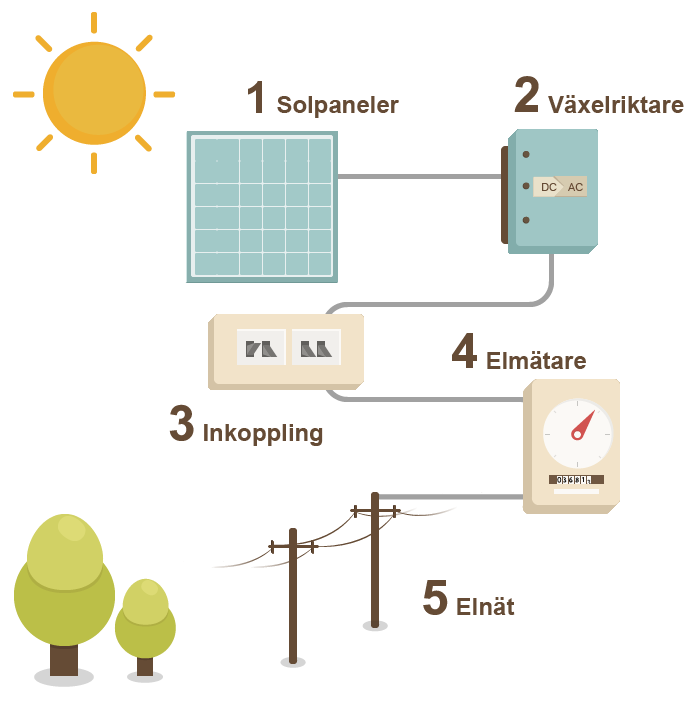 1 Solpaneler
2 Växelriktare
DC AC
3 Inkoppling
4 Elmätare
5 Elnät